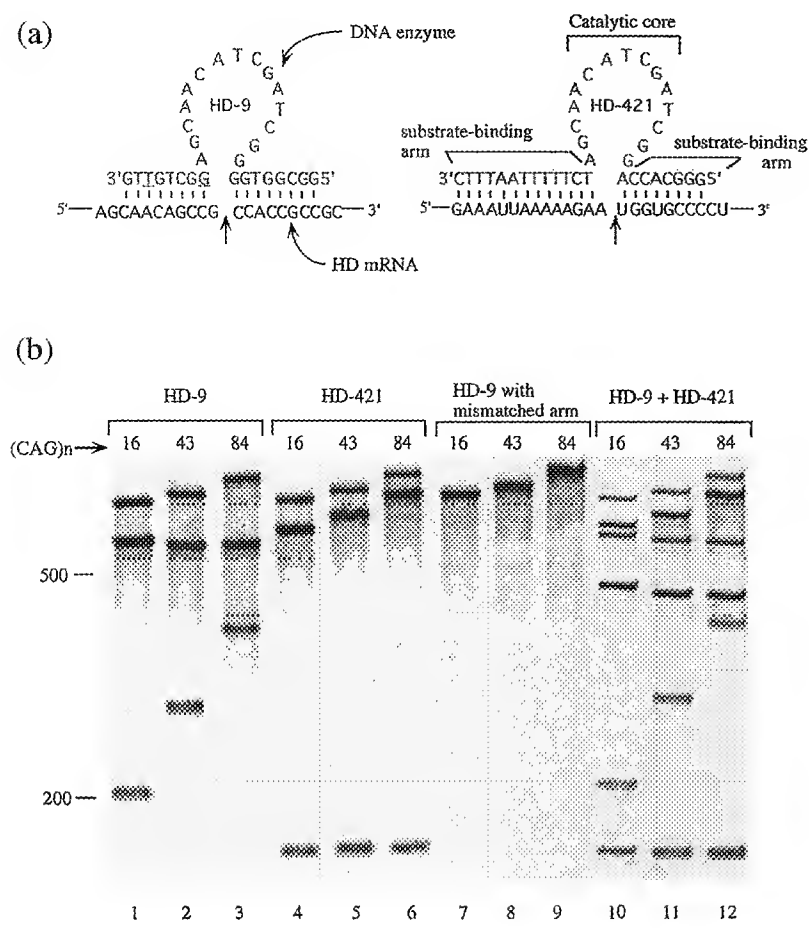 (a)
DNA enzyme
AGCAACATCGATCGG
HD-9
3'GTTGTCGG GGTGGCGG5'
5'—AGCAACAGCCG CCACCGCCGC—3'
HD mRNA
Catalytic core
AGCAACATCGATCGG
HD-421
substrate-binding
arm
substrate-binding
arm
3'CTTTAATTTTTCT ACCACGGG5'
5'—GAAAUUAAAAAGAA UGGUGCCCCU—3'
(b)
HD-9 HD-421 HD-9 with
mismatched arm HD-9 + HD-421
(CAG)n 16 43 84 16 43 84 16 43 84 16 43 84
500
200
1 2 3 4 5 6 7 8 9 10 11 12